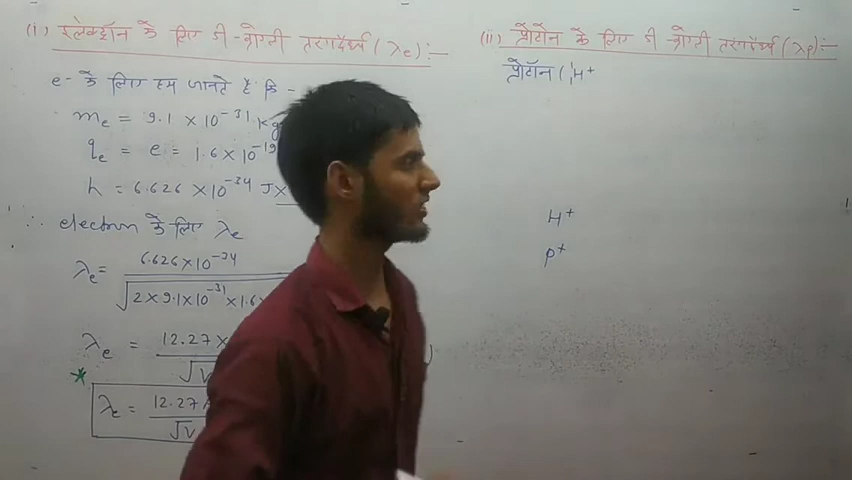 (i) इलेक्ट्रॉन के लिए डी-ब्रोग्ली तरंगदैर्ध्य (λe) :-
e- के लिए हम जानते है कि -
me = 9.1 × 10-31 kg
qe = e = 1.6 × 10-19
h = 6.626 × 10-34 J×
∴ electron के लिए λe
λe = 6.626×10-34
√2×9.1×10-31×1.6
λe = 12.27×
√V
* λe = 12.27
√V
(ii) प्रोटोन के लिए डी ब्रोग्ली तरंगदैर्ध्य (λp) :-
प्रोटॉन (1H+
H+
p+